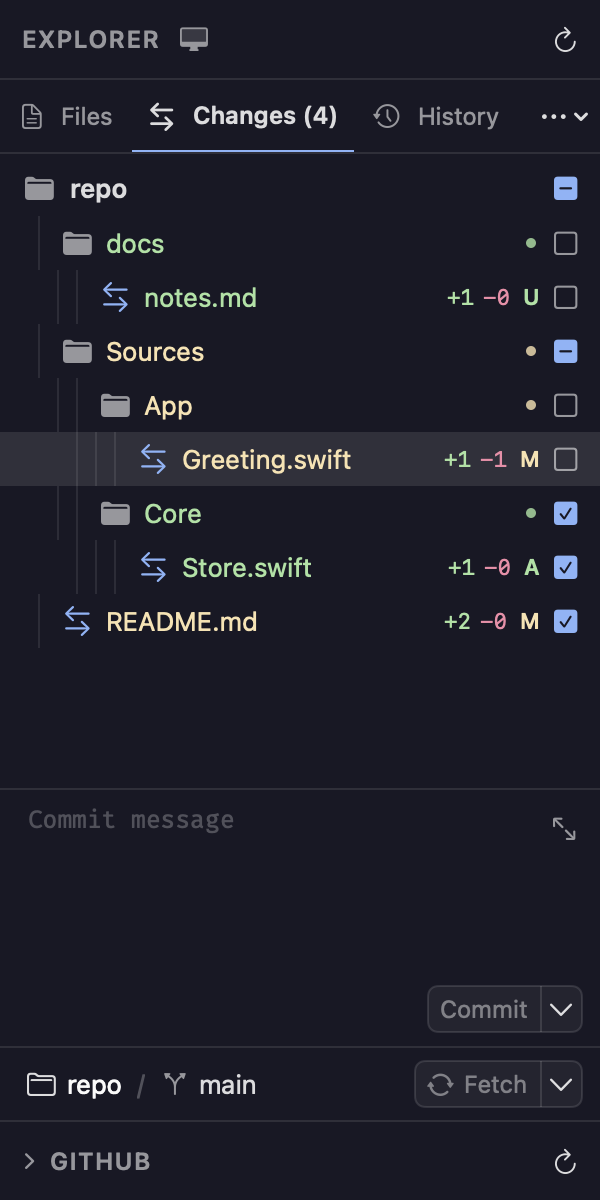 EXPLORER
Files Changes (4) History
repo
docs
notes.md +1 −0 U
Sources
App
Greeting.swift +1 −1 M
Core
Store.swift +1 −0 A
README.md +2 −0 M
Commit message
Commit
repo / main Fetch
GITHUB